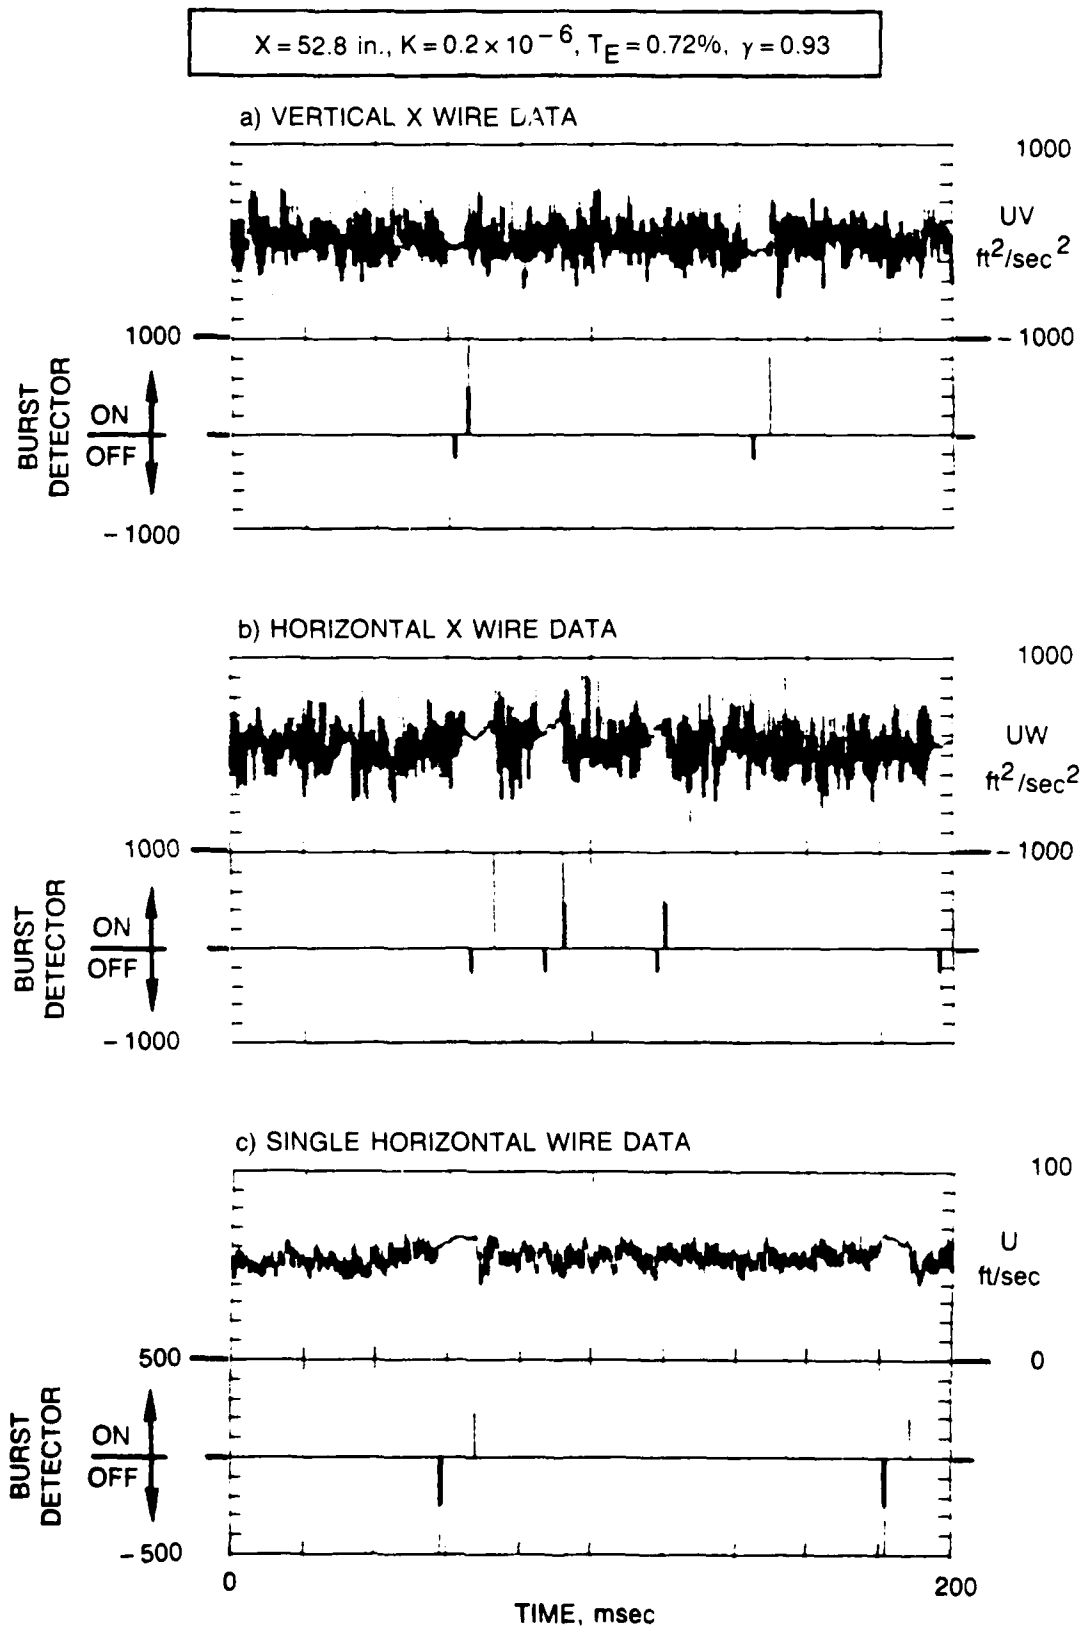 X = 52.8 in., K = 0.2 × 10⁻⁶, T_E = 0.72%, γ = 0.93
a) VERTICAL X WIRE DATA
1000
UV
ft²/sec²
1000
- 1000
BURST
DETECTOR
ON
OFF
- 1000
b) HORIZONTAL X WIRE DATA
1000
UW
ft²/sec²
1000
- 1000
BURST
DETECTOR
ON
OFF
- 1000
c) SINGLE HORIZONTAL WIRE DATA
100
U
ft/sec
500
0
BURST
DETECTOR
ON
OFF
- 500
0
200
TIME, msec